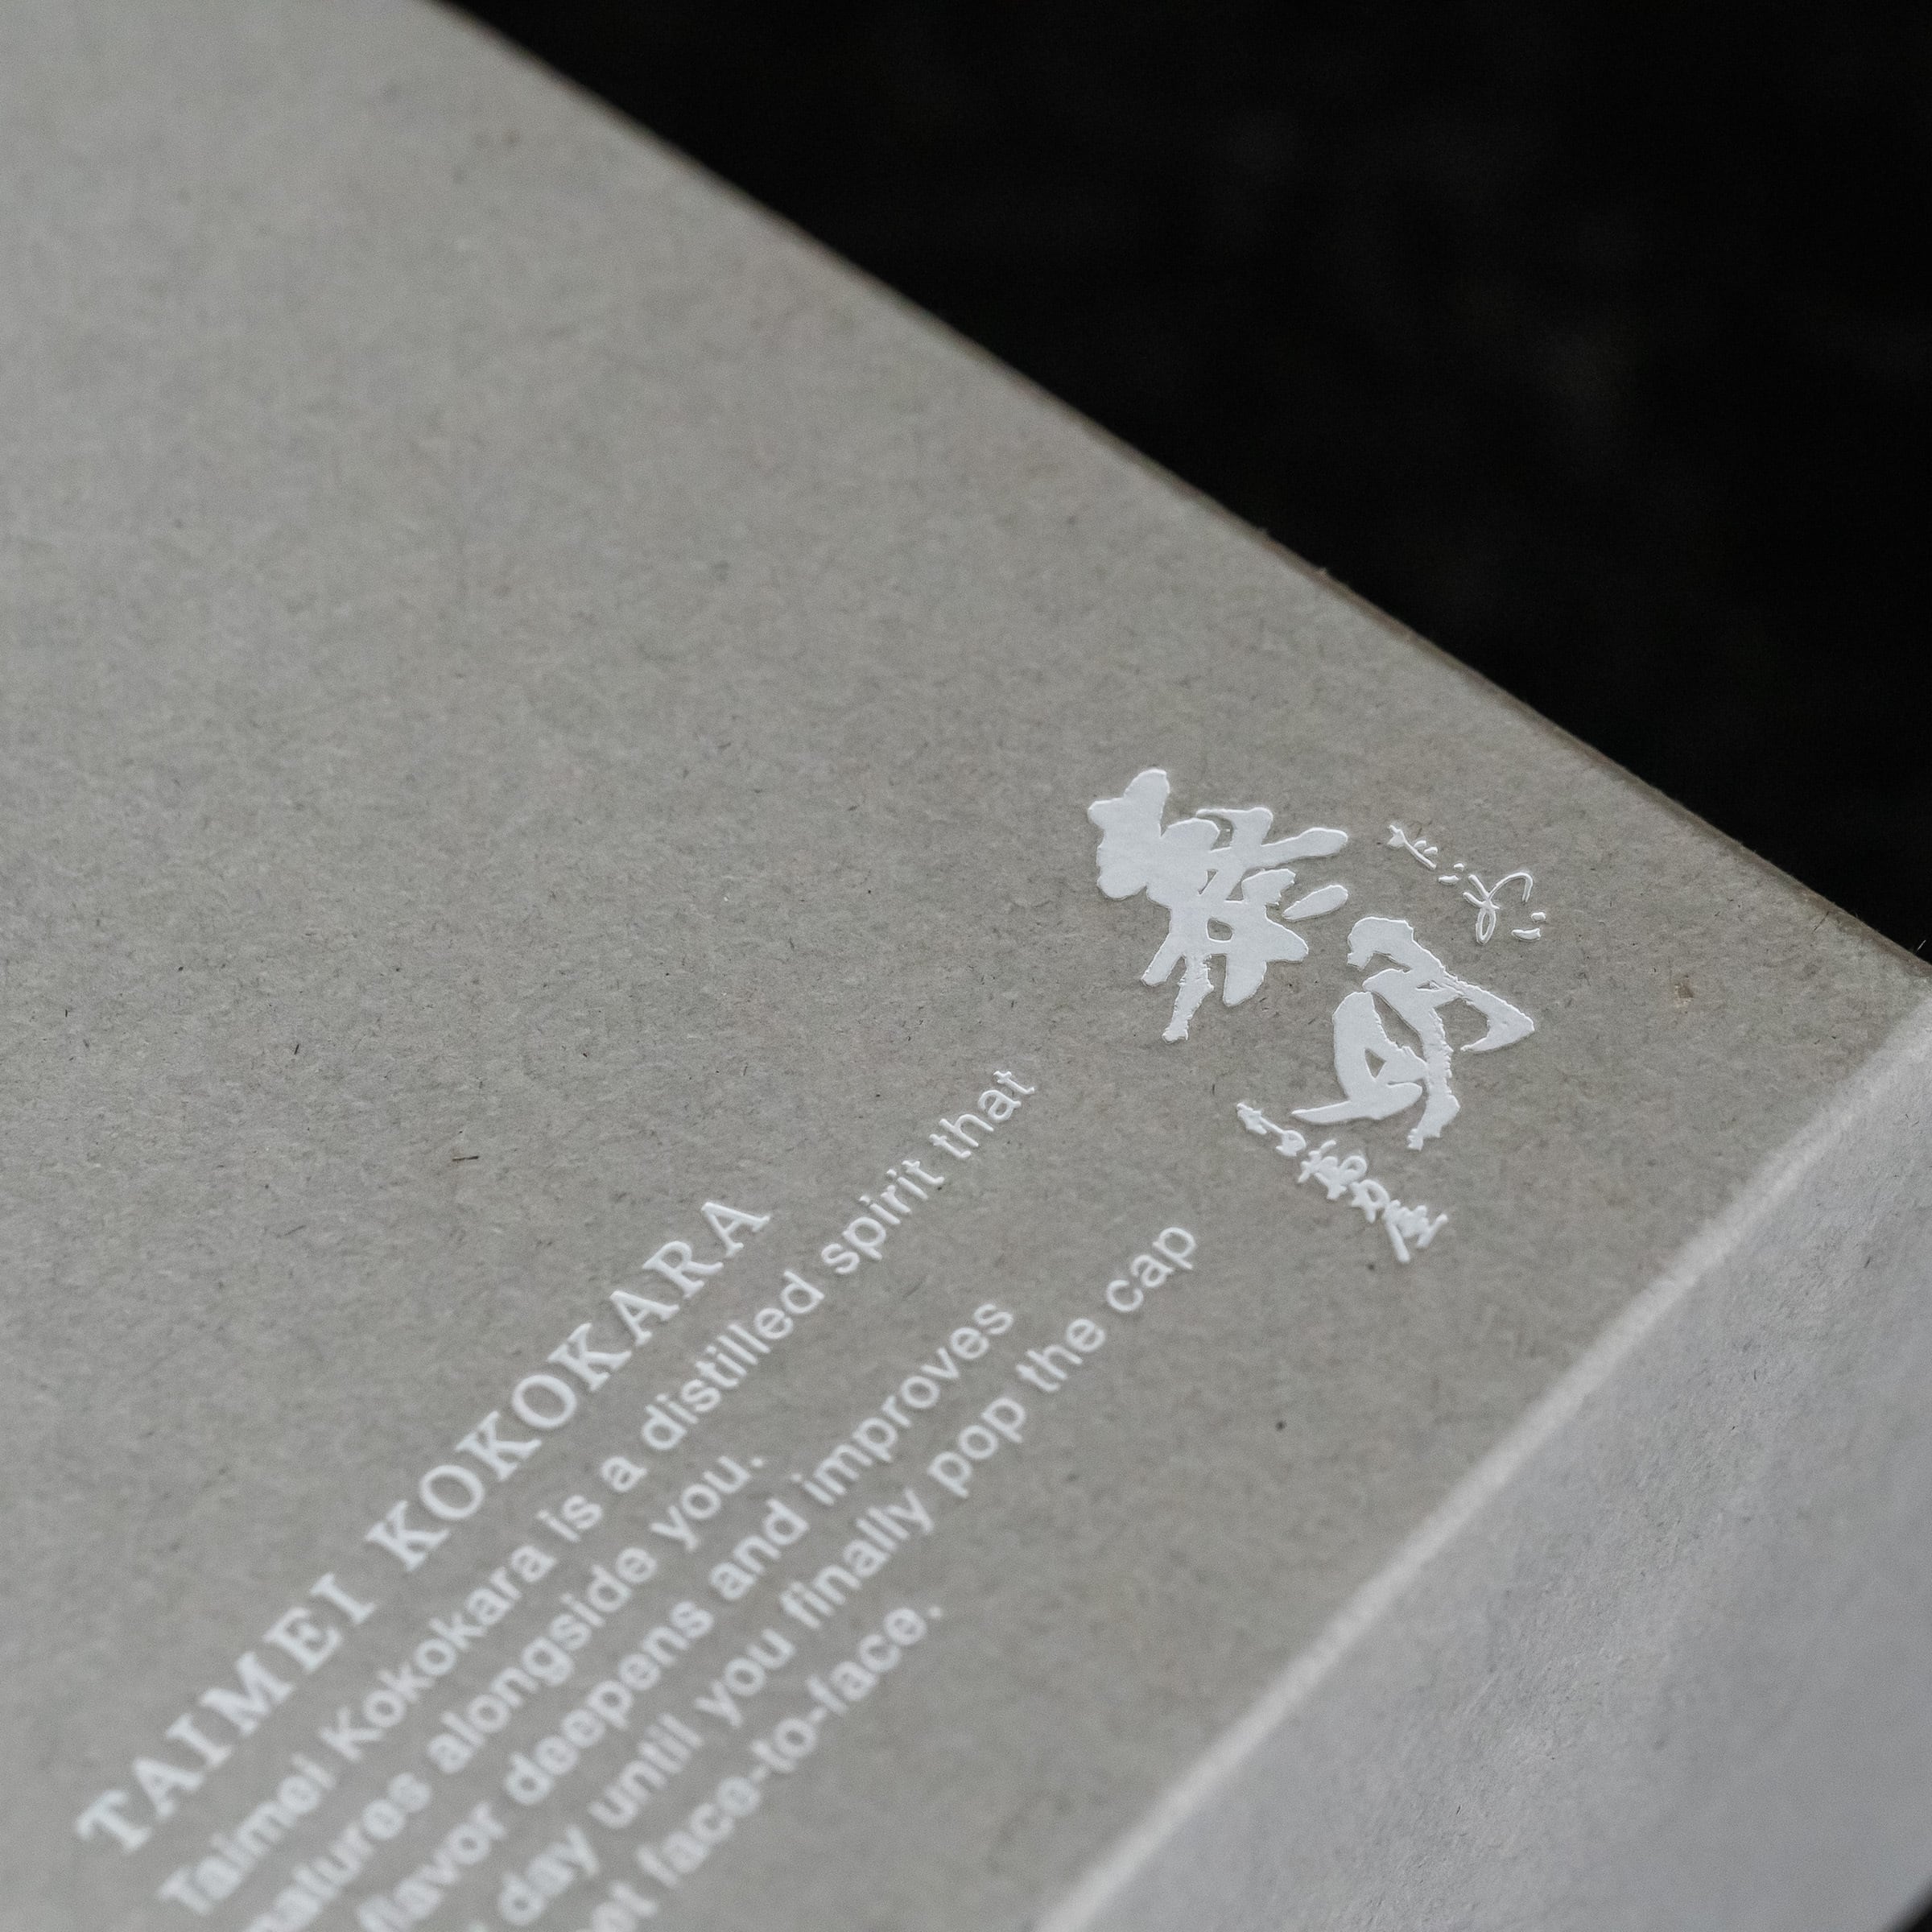 TAIMEI KOKOKARA
Taimei Kokokara is a distilled spirit that
matures alongside you.
flavor deepens and improves
day until you finally pop the cap
face-to-face.